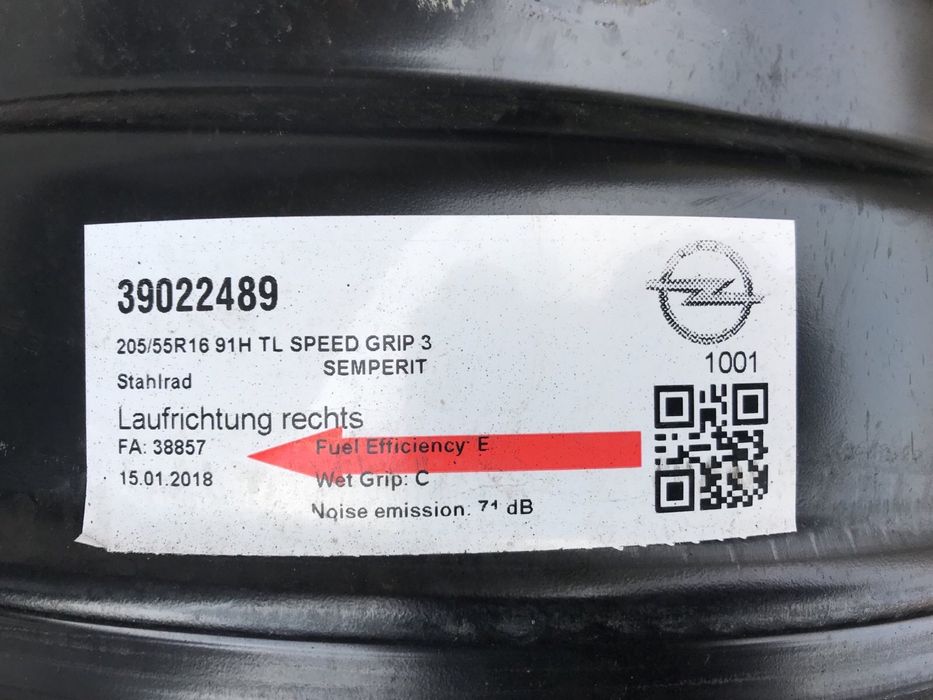 39022489
205/55R16 91H TL SPEED GRIP 3
SEMPERIT
Stahlrad
1001
Laufrichtung rechts
FA: 38857
Fuel Efficiency E
15.01.2018
Wet Grip: C
Noise emission: 71 dB